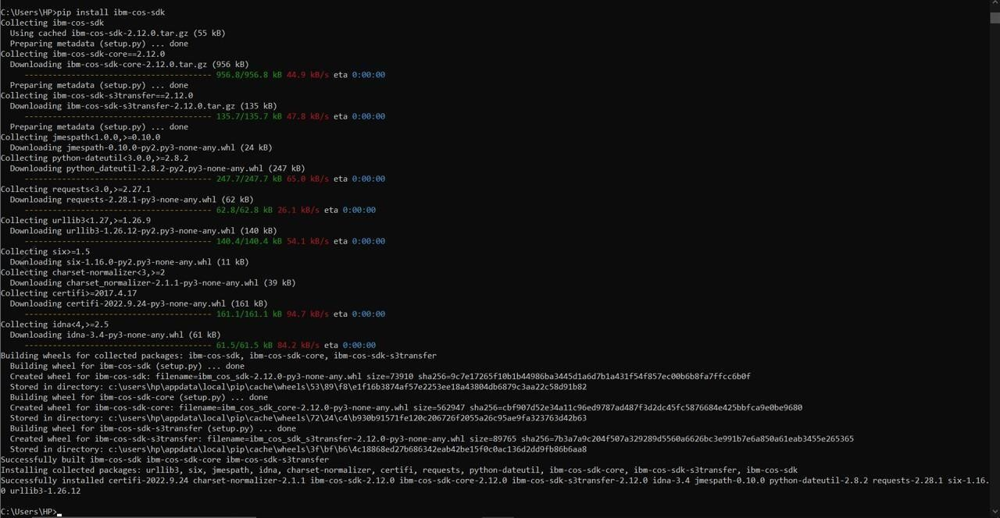 C:\Users\HP>pip install ibm-cos-sdk
Collecting ibm-cos-sdk
  Using cached ibm-cos-sdk-2.12.0.tar.gz (55 kB)
  Preparing metadata (setup.py) ... done
Collecting ibm-cos-sdk-core==2.12.0
  Downloading ibm-cos-sdk-core-2.12.0.tar.gz (956 kB)
     ---------------------------------------- 956.8/956.8 kB 44.9 kB/s eta 0:00:00
  Preparing metadata (setup.py) ... done
Collecting ibm-cos-sdk-s3transfer==2.12.0
  Downloading ibm-cos-sdk-s3transfer-2.12.0.tar.gz (135 kB)
     ---------------------------------------- 135.7/135.7 kB 47.8 kB/s eta 0:00:00
  Preparing metadata (setup.py) ... done
Collecting jmespath<1.0.0,>=0.10.0
  Downloading jmespath-0.10.0-py2.py3-none-any.whl (24 kB)
Collecting python-dateutil<3.0.0,>=2.8.2
  Downloading python_dateutil-2.8.2-py2.py3-none-any.whl (247 kB)
     ---------------------------------------- 247.7/247.7 kB 65.0 kB/s eta 0:00:00
Collecting requests<3.0,>=2.27.1
  Downloading requests-2.28.1-py3-none-any.whl (62 kB)
     ---------------------------------------- 62.8/62.8 kB 26.1 kB/s eta 0:00:00
Collecting urllib3<1.27,>=1.26.9
  Downloading urllib3-1.26.12-py2.py3-none-any.whl (140 kB)
     ---------------------------------------- 140.4/140.4 kB 54.1 kB/s eta 0:00:00
Collecting six>=1.5
  Downloading six-1.16.0-py2.py3-none-any.whl (11 kB)
Collecting charset-normalizer<3,>=2
  Downloading charset_normalizer-2.1.1-py3-none-any.whl (39 kB)
Collecting certifi>=2017.4.17
  Downloading certifi-2022.9.24-py3-none-any.whl (161 kB)
     ---------------------------------------- 161.1/161.1 kB 94.7 kB/s eta 0:00:00
Collecting idna<4,>=2.5
  Downloading idna-3.4-py3-none-any.whl (61 kB)
     ---------------------------------------- 61.5/61.5 kB 84.2 kB/s eta 0:00:00
Building wheels for collected packages: ibm-cos-sdk, ibm-cos-sdk-core, ibm-cos-sdk-s3transfer
  Building wheel for ibm-cos-sdk (setup.py) ... done
  Created wheel for ibm-cos-sdk: filename=ibm_cos_sdk-2.12.0-py3-none-any.whl size=73910 sha256=9c7e17265f10b1b44986ba3445d1a6d7b1a431f54f857ec00b6b8fa7ffcc6b0f
  Stored in directory: c:\users\hp\appdata\local\pip\cache\wheels\53\89\f8\e1f16b3874af57e2253ee18a43804db6879c3aa22c58d91b82
  Building wheel for ibm-cos-sdk-core (setup.py) ... done
  Created wheel for ibm-cos-sdk-core: filename=ibm_cos_sdk_core-2.12.0-py3-none-any.whl size=562947 sha256=cbf907d52e34a11c96ed9787ad487f3d2dc45fc5876684e425bbfca9e0be9680
  Stored in directory: c:\users\hp\appdata\local\pip\cache\wheels\72\24\c4\b930b91571fe120c206726f2055a26c95ae9fa323763d42b63
  Building wheel for ibm-cos-sdk-s3transfer (setup.py) ... done
  Created wheel for ibm-cos-sdk-s3transfer: filename=ibm_cos_sdk_s3transfer-2.12.0-py3-none-any.whl size=89765 sha256=7b3a7a9c204f507a329289d5560a6626bc3e991b7e6a850a61eab3455e265365
  Stored in directory: c:\users\hp\appdata\local\pip\cache\wheels\3f\bf\b6\4c18868ed27b686342eab42be15f0c0ac136d2dd9fb86b6aa8
Successfully built ibm-cos-sdk ibm-cos-sdk-core ibm-cos-sdk-s3transfer
Installing collected packages: urllib3, six, jmespath, idna, charset-normalizer, certifi, requests, python-dateutil, ibm-cos-sdk-core, ibm-cos-sdk-s3transfer, ibm-cos-sdk
Successfully installed certifi-2022.9.24 charset-normalizer-2.1.1 ibm-cos-sdk-2.12.0 ibm-cos-sdk-core-2.12.0 ibm-cos-sdk-s3transfer-2.12.0 idna-3.4 jmespath-0.10.0 python-dateutil-2.8.2 requests-2.28.1 six-1.16.
0 urllib3-1.26.12
C:\Users\HP>